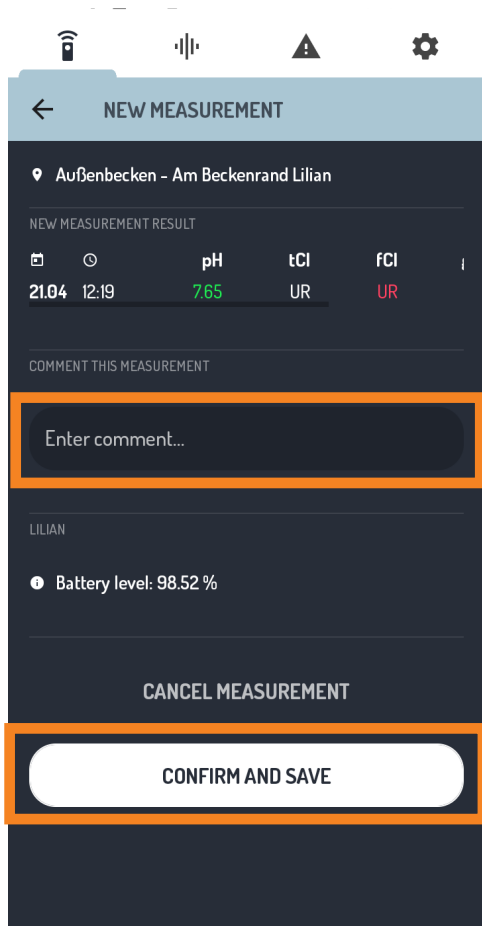 NEW MEASUREMENT
Außenbecken - Am Beckenrand Lilian
NEW MEASUREMENT RESULT
pH tCl fCl
21.04 12:19 7.65 UR UR
COMMENT THIS MEASUREMENT
Enter comment...
LILIAN
Battery level: 98.52 %
CANCEL MEASUREMENT
CONFIRM AND SAVE